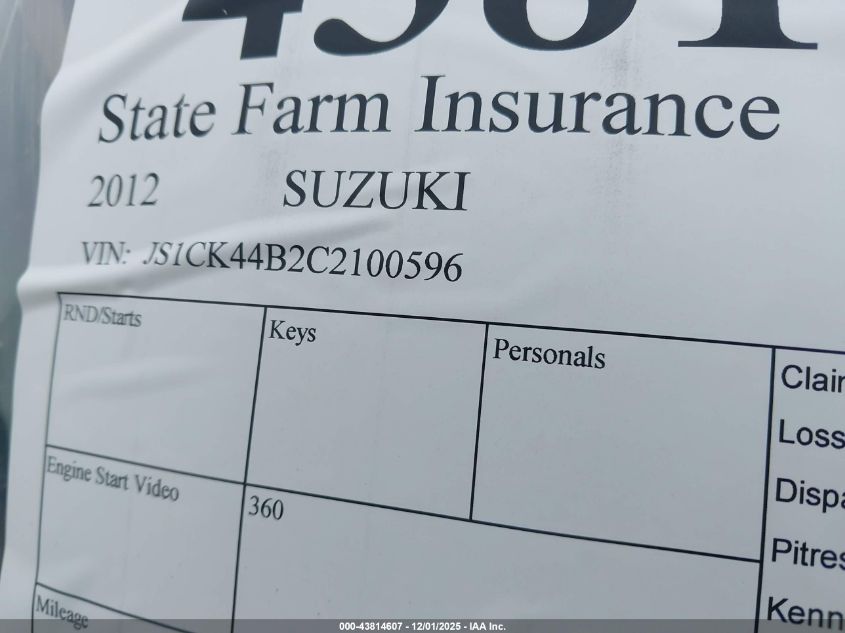 4381
State Farm Insurance
2012 SUZUKI
VIN: JS1CK44B2C2100596
RND/Starts Keys Personals
Clair
Loss
Engine Start Video 360
Dispa
Pitres
Mileage
Kenn
000-43814607 - 12/01/2025 - IAA Inc.